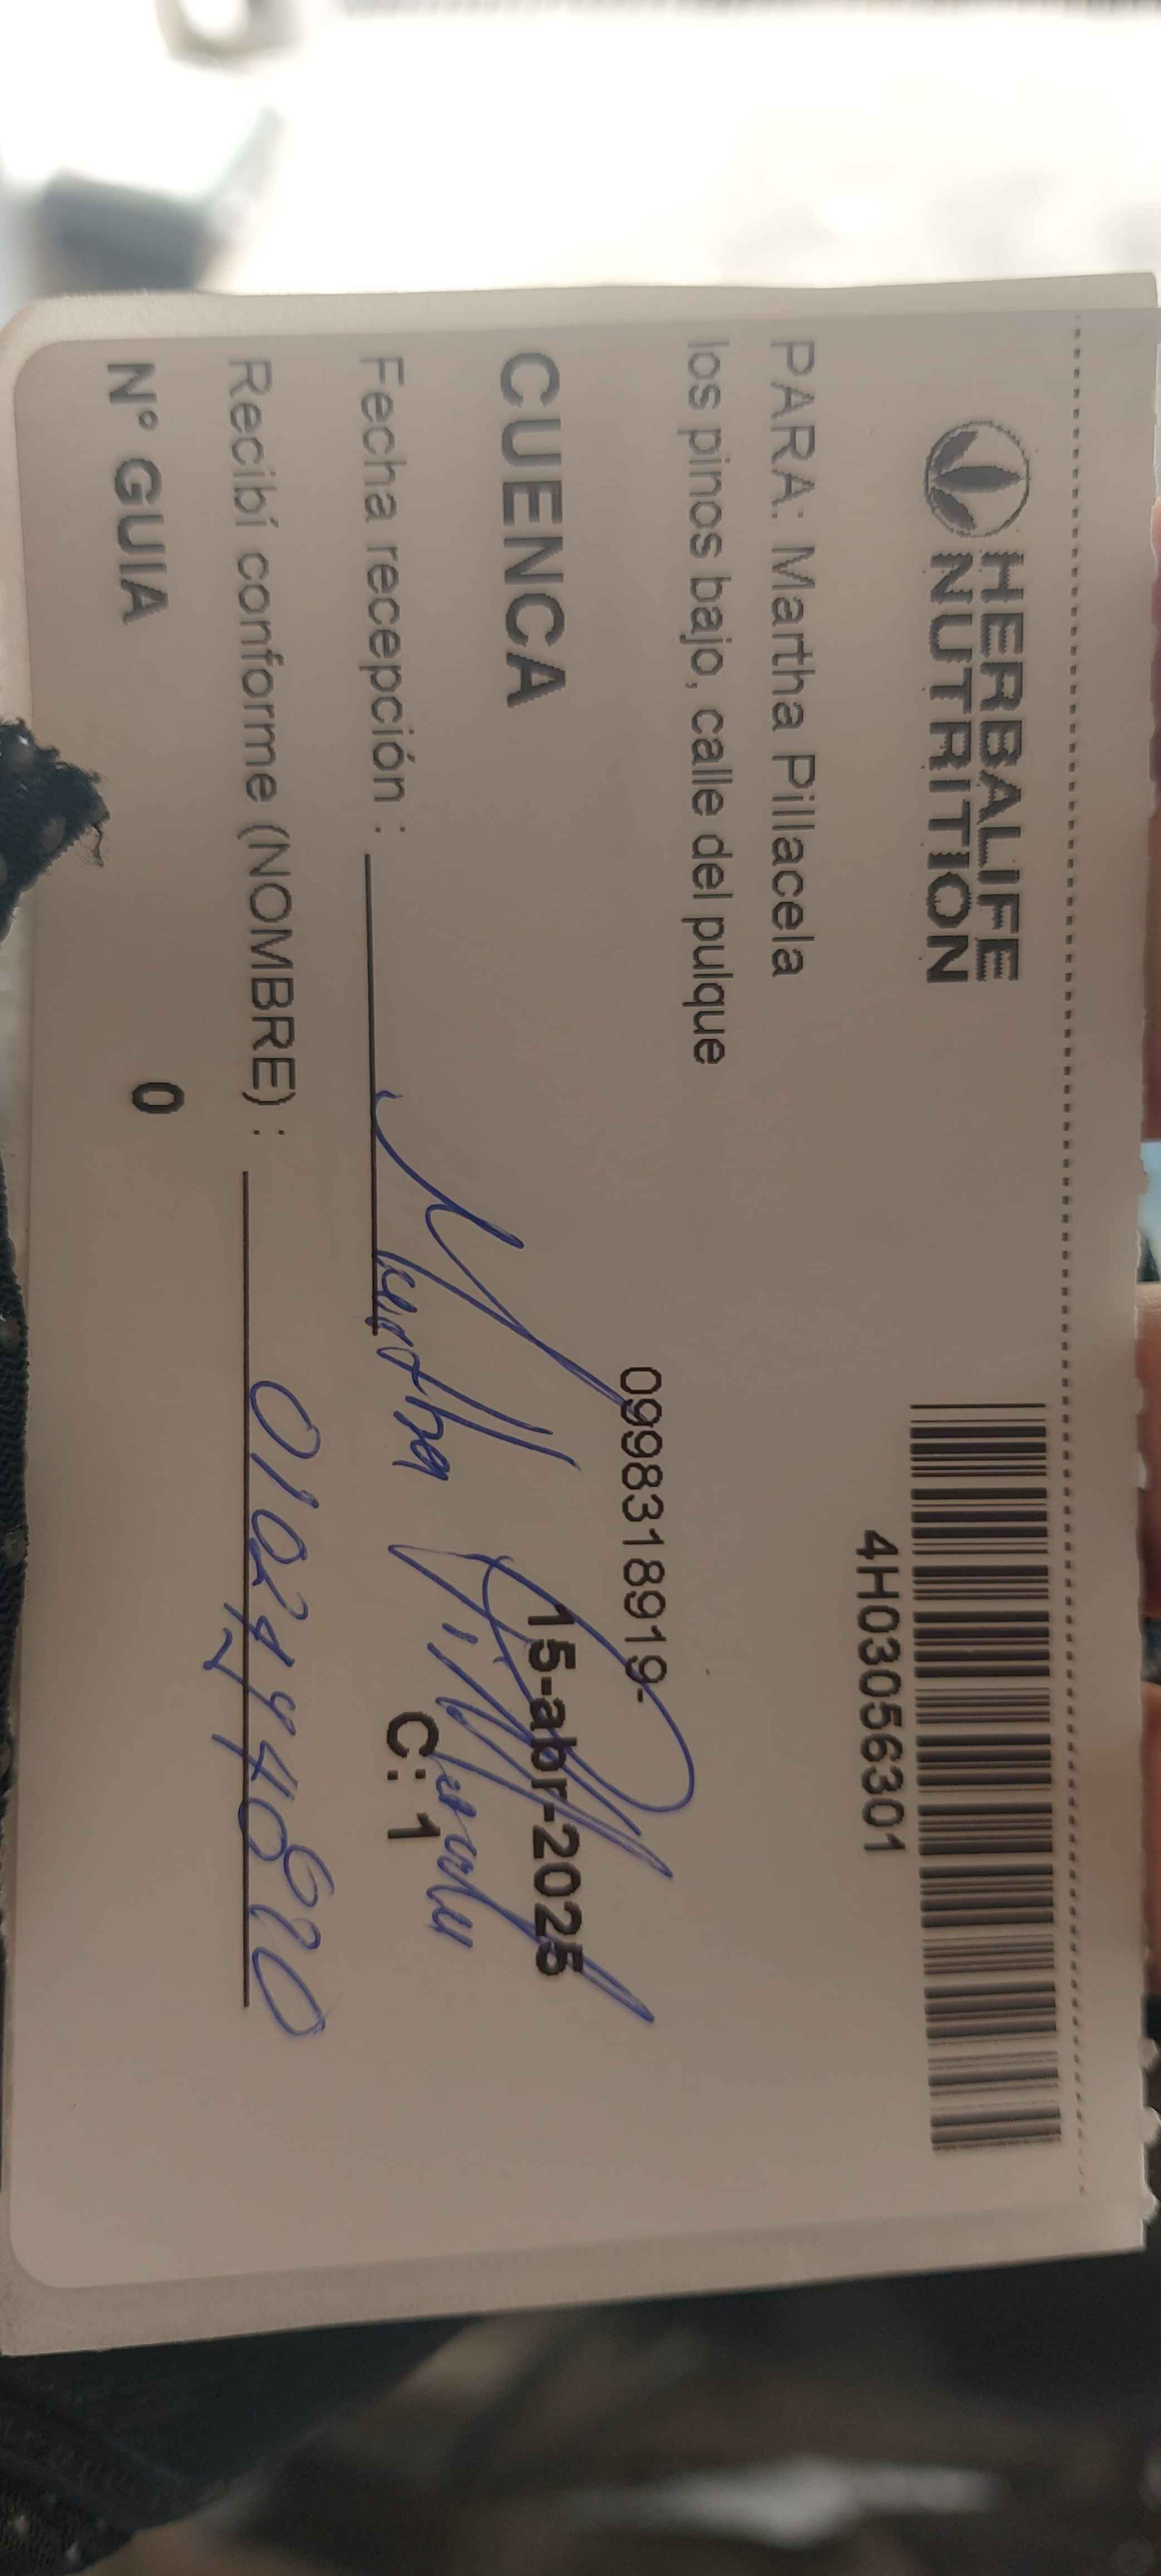 HERBALIFE
NUTRITION
4H03056301
PARA: Martha Pillacela
los pinos bajo, calle del pulque
0998318919-
CUENCA
15-abr-2025
Fecha recepción :
Martha Pillacela
C: 1
Recibí conforme (NOMBRE) :
N° GUIA
0